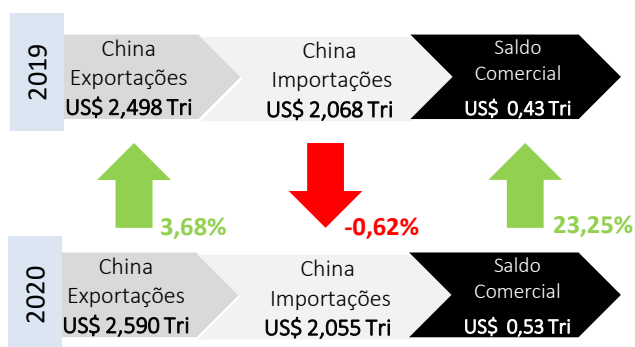 2019
China
Exportações
US$ 2,498 Tri
China
Importações
US$ 2,068 Tri
Saldo
Comercial
US$ 0,43 Tri
3,68%
-0,62%
23,25%
2020
China
Exportações
US$ 2,590 Tri
China
Importações
US$ 2,055 Tri
Saldo
Comercial
US$ 0,53 Tri